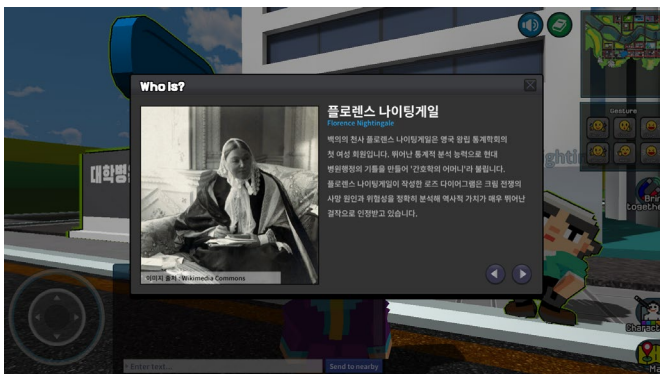 Who is?
플로렌스 나이팅게일
Florence Nightingale
백의의 천사 플로렌스 나이팅게일은 영국 왕립 통계학회의
첫 여성 회원입니다. 뛰어난 통계적 분석 능력으로 현대
병원행정의 기틀을 만들어 '간호학의 어머니'라 불립니다.
플로렌스 나이팅게일이 작성한 로즈 다이어그램은 크림 전쟁의
사망 원인과 위험성을 정확히 분석해 역사적 가치가 매우 뛰어난
걸작으로 인정받고 있습니다.
이미지 출처 : Wikimedia Commons
대학병
Gesture
Brin
togethe
Charact
Ma
Enter text...
Send to nearby